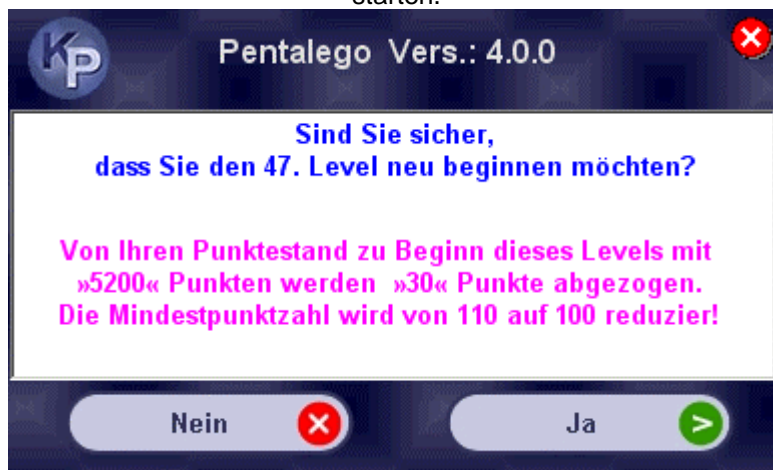 starten.
KP
Pentalego Vers.: 4.0.0
Sind Sie sicher,
dass Sie den 47. Level neu beginnen möchten?
Von Ihren Punktestand zu Beginn dieses Levels mit
»5200« Punkten werden »30« Punkte abgezogen.
Die Mindestpunktzahl wird von 110 auf 100 reduzier!
Nein
Ja